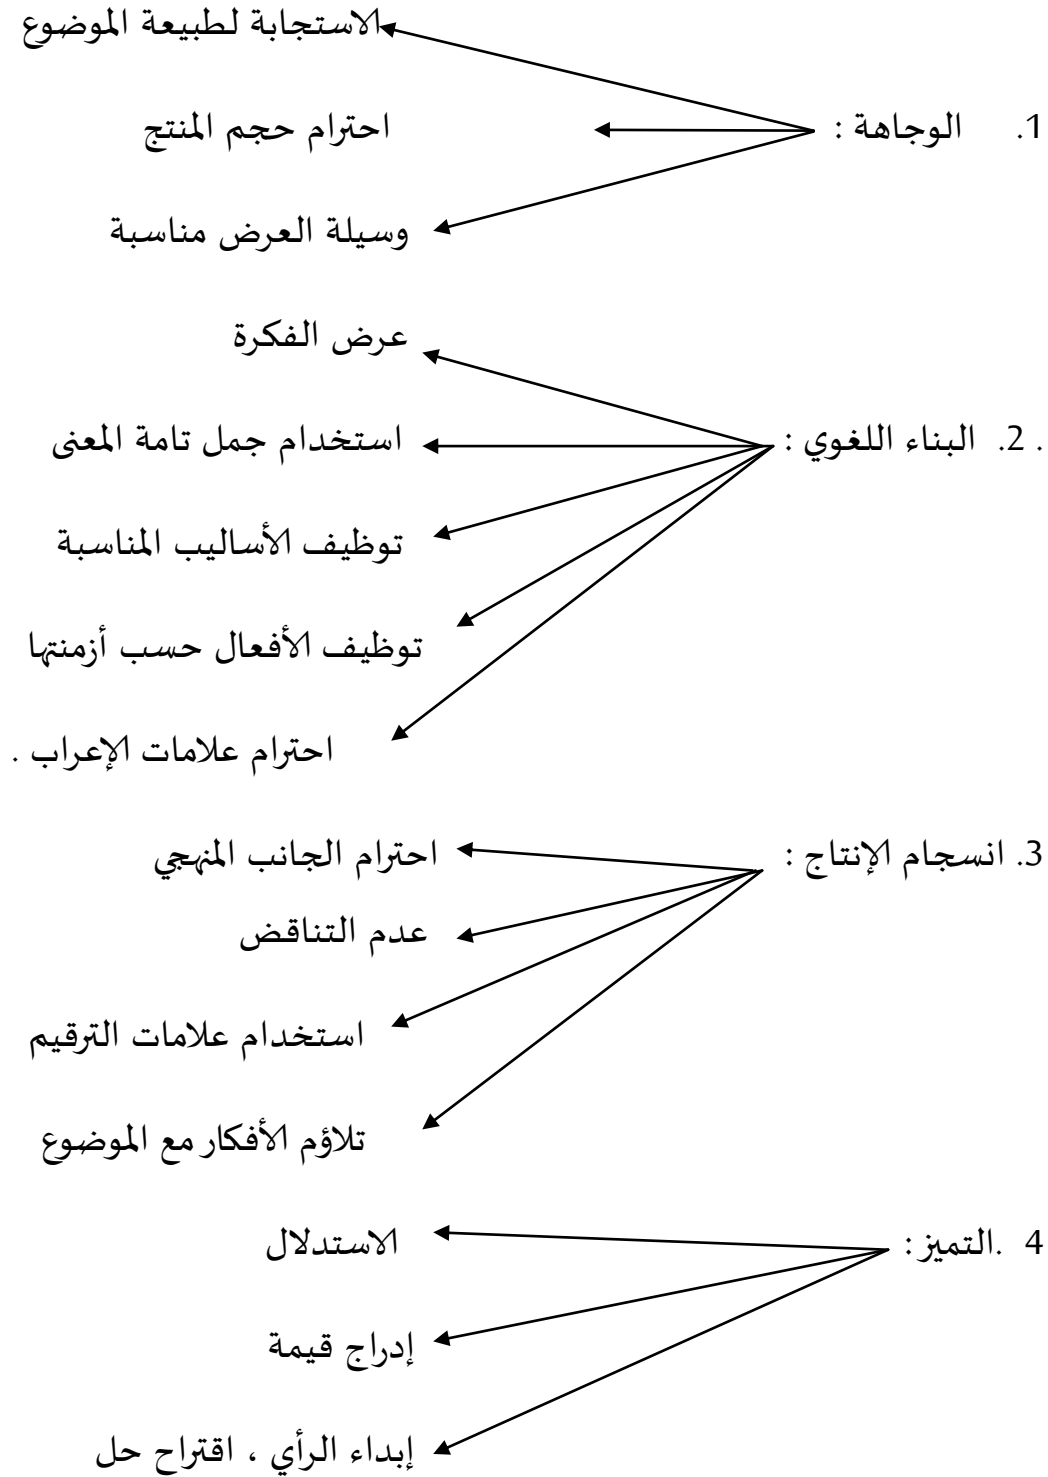 الاستجابة لطبيعة الموضوع
1. الوجاهة : احترام حجم المنتج
وسيلة العرض مناسبة
عرض الفكرة
. 2. البناء اللغوي : استخدام جمل تامة المعنى
توظيف الأساليب المناسبة
توظيف الأفعال حسب أزمنتها
احترام علامات الإعراب .
3. انسجام الإنتاج : احترام الجانب المنهجي
عدم التناقض
استخدام علامات الترقيم
تلاؤم الأفكار مع الموضوع
4 .التميز : الاستدلال
إدراج قيمة
إبداء الرأي ، اقتراح حل